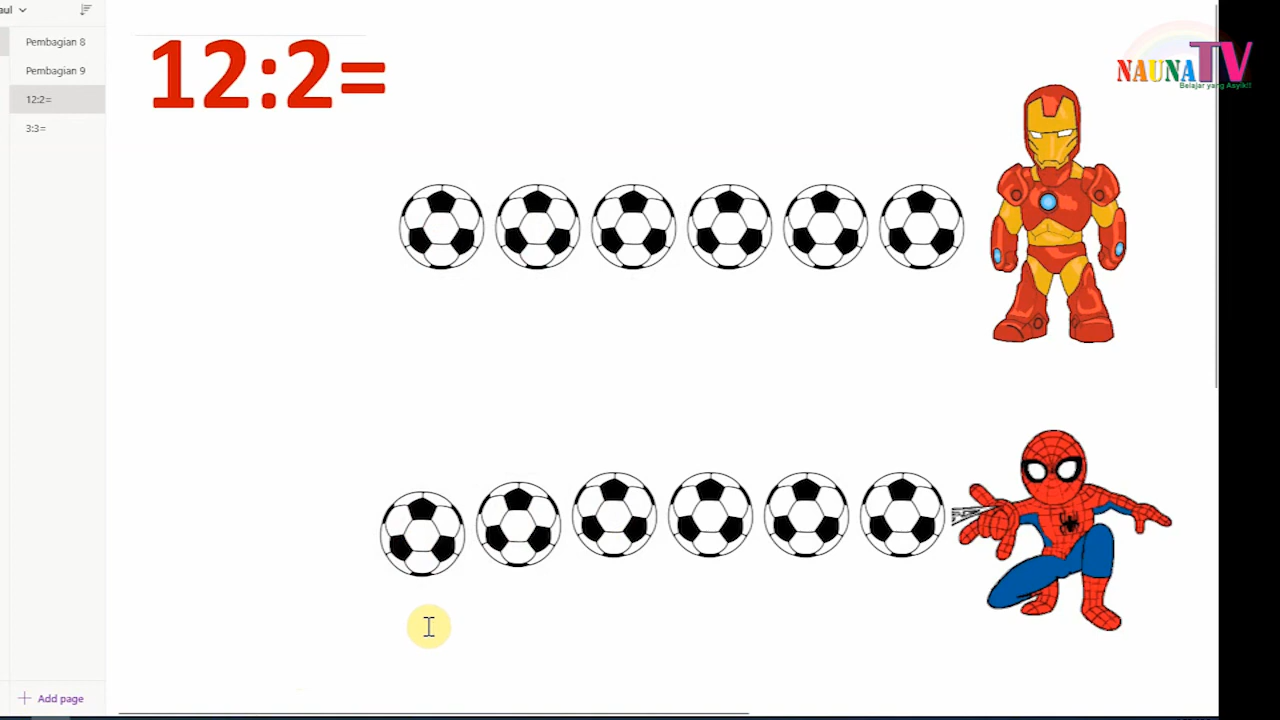 aul
Pembagian 8
Pembagian 9
12:2=
3:3=
Add page
12:2=
NAUNATV
Belajar yang Asyik!!